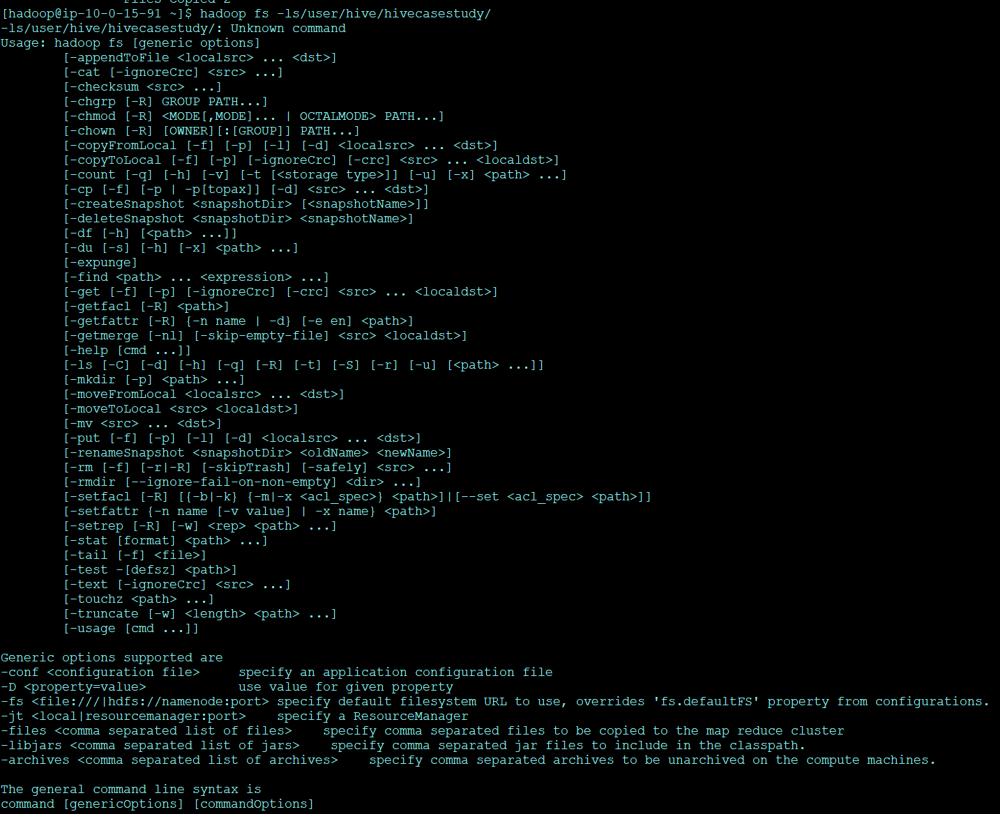 Files Copied 2
[hadoop@ip-10-0-15-91 ~]$ hadoop fs -ls/user/hive/hivecasestudy/
-ls/user/hive/hivecasestudy/: Unknown command
Usage: hadoop fs [generic options]
[-appendToFile <localsrc> ... <dst>]
[-cat [-ignoreCrc] <src> ...]
[-checksum <src> ...]
[-chgrp [-R] GROUP PATH...]
[-chmod [-R] <MODE[,MODE]... | OCTALMODE> PATH...]
[-chown [-R] [OWNER][:[GROUP]] PATH...]
[-copyFromLocal [-f] [-p] [-l] [-d] <localsrc> ... <dst>]
[-copyToLocal [-f] [-p] [-ignoreCrc] [-crc] <src> ... <localdst>]
[-count [-q] [-h] [-v] [-t [<storage type>]] [-u] [-x] <path> ...]
[-cp [-f] [-p | -p[topax]] [-d] <src> ... <dst>]
[-createSnapshot <snapshotDir> [<snapshotName>]]
[-deleteSnapshot <snapshotDir> <snapshotName>]
[-df [-h] [<path> ...]]
[-du [-s] [-h] [-x] <path> ...]
[-expunge]
[-find <path> ... <expression> ...]
[-get [-f] [-p] [-ignoreCrc] [-crc] <src> ... <localdst>]
[-getfacl [-R] <path>]
[-getfattr [-R] {-n name | -d} [-e en] <path>]
[-getmerge [-nl] [-skip-empty-file] <src> <localdst>]
[-help [cmd ...]]
[-ls [-C] [-d] [-h] [-q] [-R] [-t] [-S] [-r] [-u] [<path> ...]]
[-mkdir [-p] <path> ...]
[-moveFromLocal <localsrc> ... <dst>]
[-moveToLocal <src> <localdst>]
[-mv <src> ... <dst>]
[-put [-f] [-p] [-l] [-d] <localsrc> ... <dst>]
[-renameSnapshot <snapshotDir> <oldName> <newName>]
[-rm [-f] [-r|-R] [-skipTrash] [-safely] <src> ...]
[-rmdir [--ignore-fail-on-non-empty] <dir> ...]
[-setfacl [-R] [{-b|-k} {-m|-x <acl_spec>} <path>]|[--set <acl_spec> <path>]]
[-setfattr {-n name [-v value] | -x name} <path>]
[-setrep [-R] [-w] <rep> <path> ...]
[-stat [format] <path> ...]
[-tail [-f] <file>]
[-test -[defsz] <path>]
[-text [-ignoreCrc] <src> ...]
[-touchz <path> ...]
[-truncate [-w] <length> <path> ...]
[-usage [cmd ...]]
Generic options supported are
-conf <configuration file>     specify an application configuration file
-D <property=value>            use value for given property
-fs <file:///|hdfs://namenode:port> specify default filesystem URL to use, overrides 'fs.defaultFS' property from configurations.
-jt <local|resourcemanager:port>    specify a ResourceManager
-files <comma separated list of files>    specify comma separated files to be copied to the map reduce cluster
-libjars <comma separated list of jars>    specify comma separated jar files to include in the classpath.
-archives <comma separated list of archives>    specify comma separated archives to be unarchived on the compute machines.
The general command line syntax is
command [genericOptions] [commandOptions]